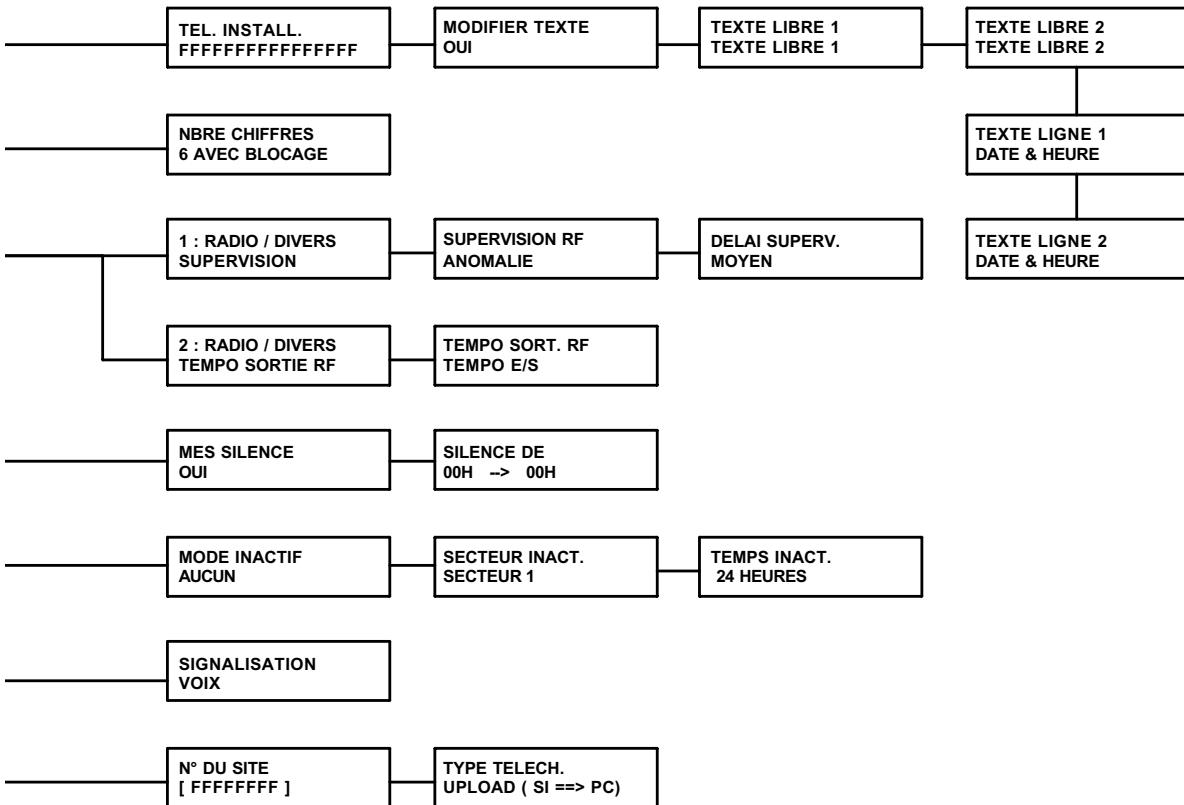 TEL. INSTALL.
FFFFFFFFFFFFFFFF
MODIFIER TEXTE
OUI
TEXTE LIBRE 1
TEXTE LIBRE 1
TEXTE LIBRE 2
TEXTE LIBRE 2
NBRE CHIFFRES
6 AVEC BLOCAGE
TEXTE LIGNE 1
DATE & HEURE
1 : RADIO / DIVERS
SUPERVISION
SUPERVISION RF
ANOMALIE
DELAI SUPERV.
MOYEN
TEXTE LIGNE 2
DATE & HEURE
2 : RADIO / DIVERS
TEMPO SORTIE RF
TEMPO SORT. RF
TEMPO E/S
MES SILENCE
OUI
SILENCE DE
00H --> 00H
MODE INACTIF
AUCUN
SECTEUR INACT.
SECTEUR 1
TEMPS INACT.
24 HEURES
SIGNALISATION
VOIX
N° DU SITE
[ FFFFFFFF ]
TYPE TELECH.
UPLOAD ( SI ==> PC)